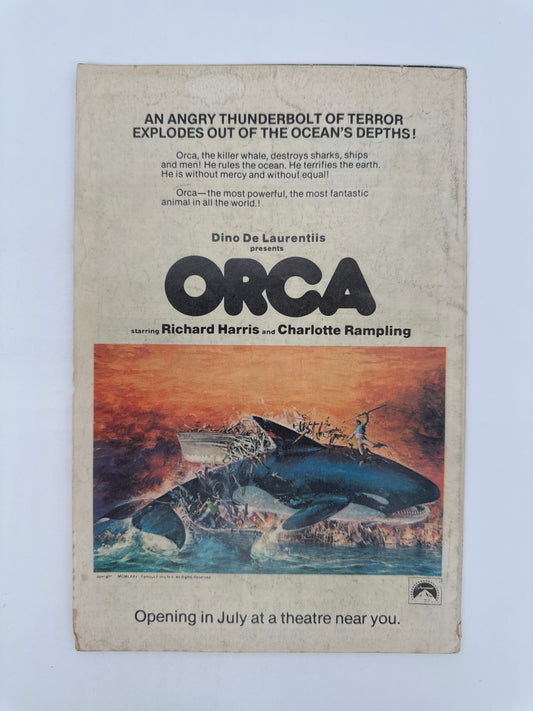 AN ANGRY THUNDERBOLT OF TERROR
EXPLODES OUT OF THE OCEAN'S DEPTHS!
Orca, the killer whale, destroys sharks, ships
and men! He rules the ocean. He terrifies the earth.
He is without mercy and without equal!
Orca—the most powerful, the most fantastic
animal in all the world.!
Dino De Laurentiis
presents
ORCA
starring Richard Harris and Charlotte Rampling
All Rights Reserved
Opening in July at a theatre near you.